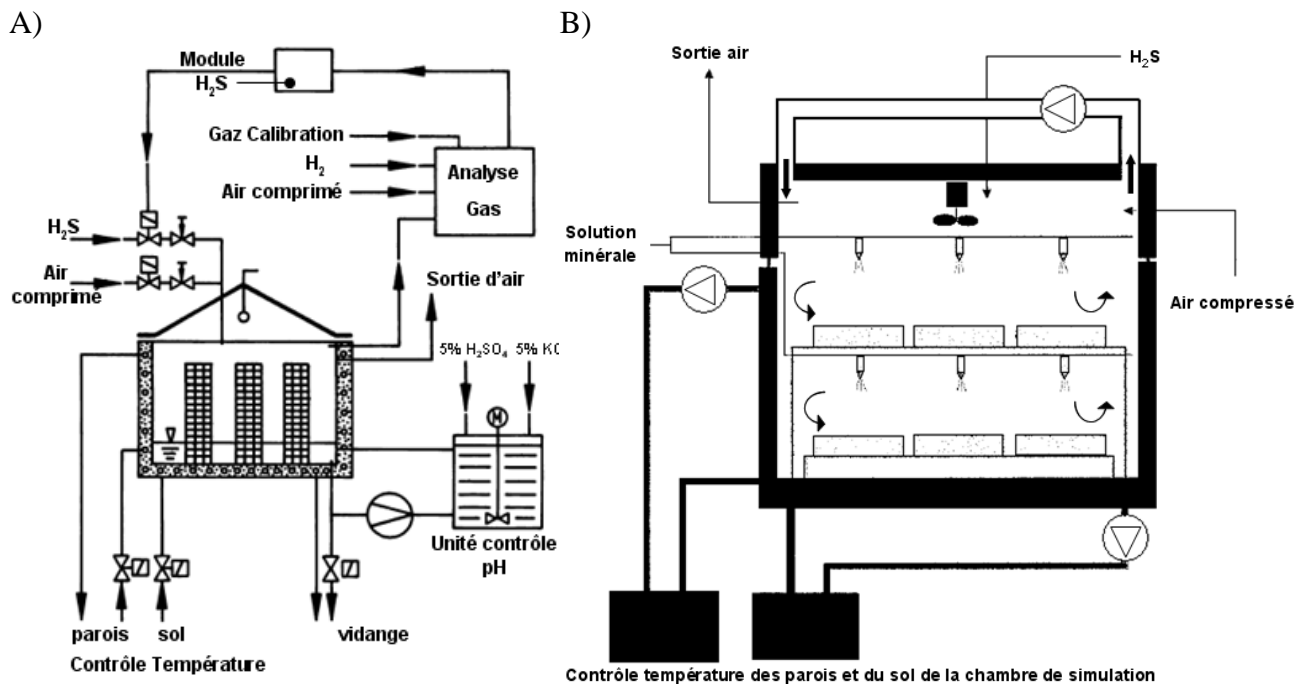 A)
Module
H₂S
Gaz Calibration
H₂
Air comprimé
Analyse
Gas
H₂S
Air
comprimé
Sortie d'air
5% H₂SO₄ 5% KO
M
Unité contrôle
pH
parois sol vidange
Contrôle Température
B)
Sortie air
H₂S
Solution
minérale
Air compressé
Contrôle température des parois et du sol de la chambre de simulation